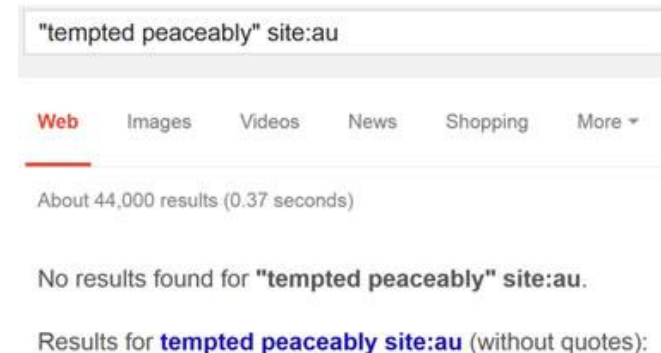 "tempted peaceably" site:au
Web Images Videos News Shopping More
About 44,000 results (0.37 seconds)
No results found for "tempted peaceably" site:au.
Results for tempted peaceably site:au (without quotes):